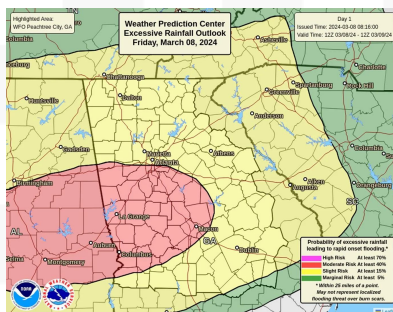 Highlighted Area:
WFO Peachtree City, GA
Weather Prediction Center
Excessive Rainfall Outlook
Friday, March 08, 2024
Day 1
Issued Time: 2024-03-08 08:16:00
Valid Time: 12Z 03/08/24 - 12Z 03/09/24
Columbia
Asheville
Charlotte
Chattanooga
Dalton
Spartanburg
Rock Hill
Greenville
Huntsville
Anderson
Gadsden
Marietta
Atlanta
Athens
Columbia
Birmingham
Aiken
Augusta
Orangeburg
SC
La Grange
Macon
AL
GA
Auburn
Columbus
Dublin
Selma
Montgomery
Probability of excessive rainfall
leading to rapid onset flooding.*
High Risk At least 70%
Moderate Risk At least 40%
Slight Risk At least 15%
Marginal Risk At least 5%
* Within 25 miles of a point.
May not represent localized
flooding threat over burn scars.
NOAA